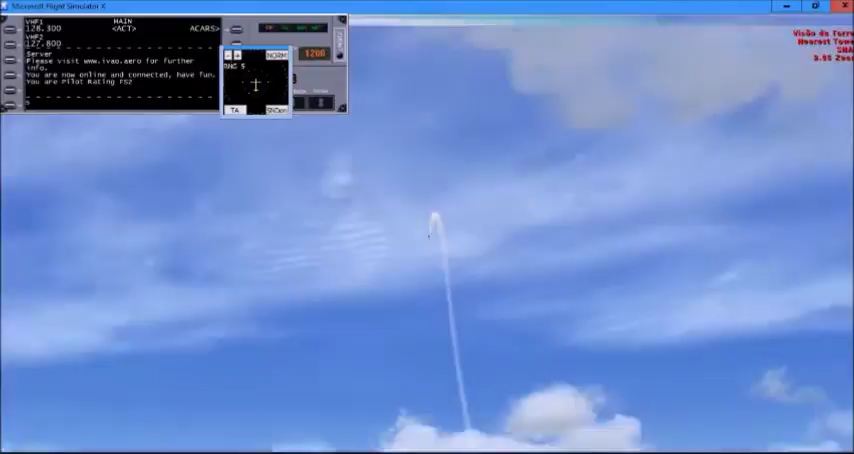 Microsoft Flight Simulator X
VHF1 MAIN
128.300 <ACT> ACARS>
VHF2
127.800
Server
Please visit www.ivao.aero for further
info.
You are now online and connected, have fun.
You are Pilot Rating FS2
1200
- + NORM
RNG 5
TA
Visão da Torre
Nearest Tower